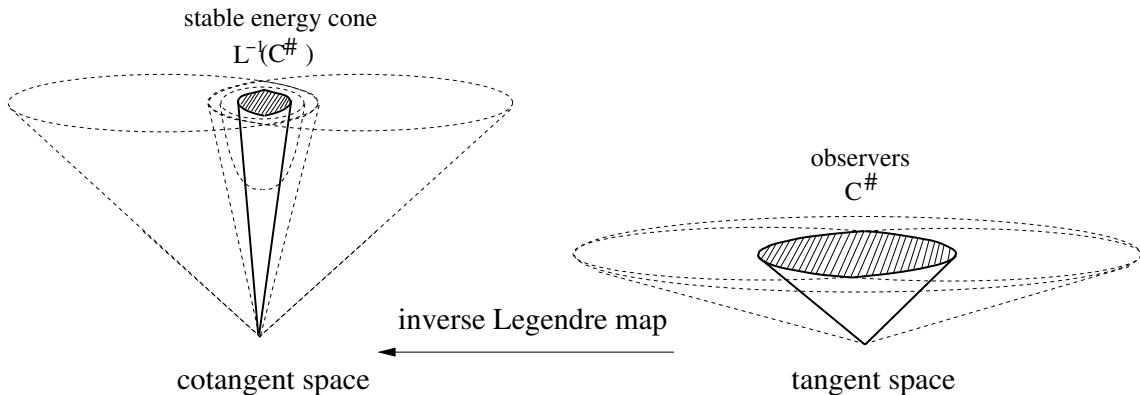 stable energy cone
L⁻¹(C# )
observers
C#
inverse Legendre map
cotangent space
tangent space